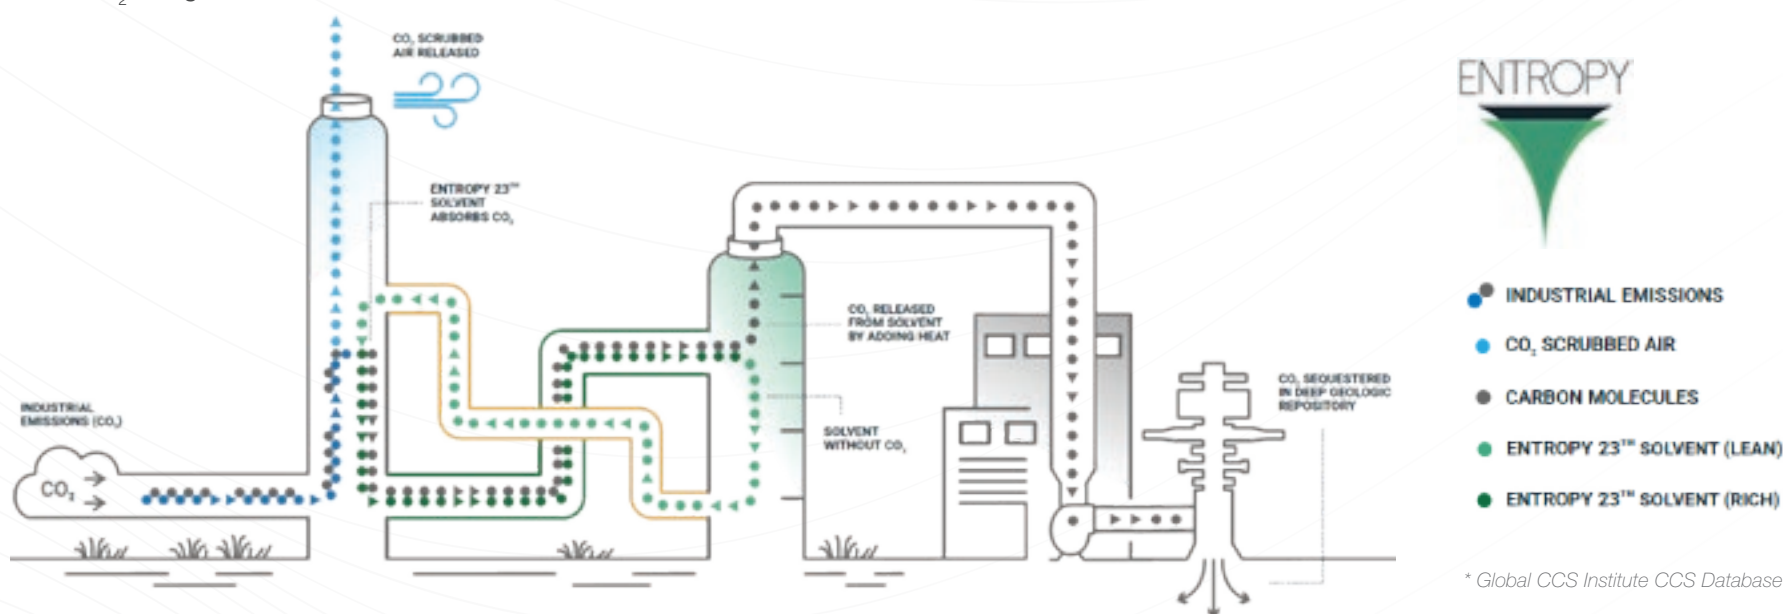 CO₂ SCRUBBED
AIR RELEASED
ENTROPY 23™
SOLVENT
ABSORBS CO₂
CO₂ RELEASED
FROM SOLVENT
BY ADDING HEAT
SOLVENT
WITHOUT CO₂
INDUSTRIAL
EMISSIONS (CO₂)
CO₂
CO₂ SEQUESTERED
IN DEEP GEOLOGIC
REPOSITORY
ENTROPY
INDUSTRIAL EMISSIONS
CO₂ SCRUBBED AIR
CARBON MOLECULES
ENTROPY 23™ SOLVENT (LEAN)
ENTROPY 23™ SOLVENT (RICH)
* Global CCS Institute CCS Database